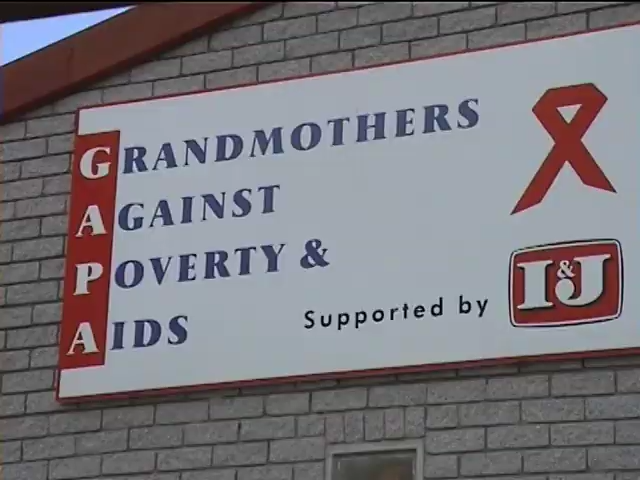 GRANDMOTHERS
AGAINST
POVERTY &
AIDS
Supported by
I&J